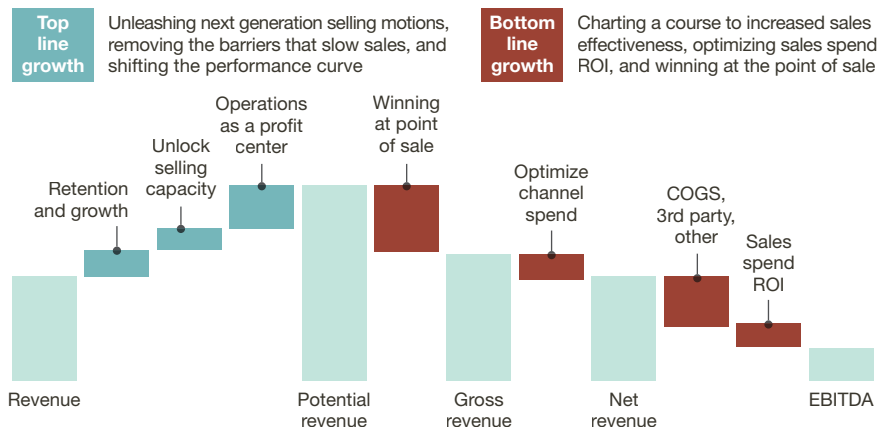 Top
line
growth
Unleashing next generation selling motions,
removing the barriers that slow sales, and
shifting the performance curve
Bottom
line
growth
Charting a course to increased sales
effectiveness, optimizing sales spend
ROI, and winning at the point of sale
Retention
and growth
Unlock
selling
capacity
Operations
as a profit
center
Winning
at point
of sale
Optimize
channel
spend
COGS,
3rd party,
other
Sales
spend
ROI
Revenue
Potential
revenue
Gross
revenue
Net
revenue
EBITDA